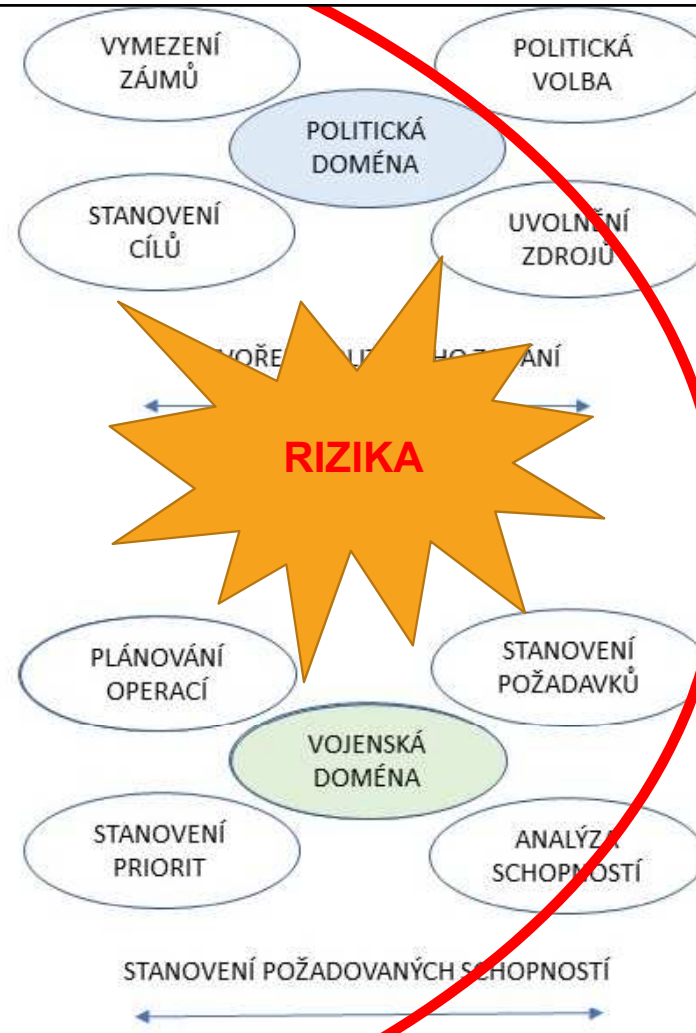 VYMEZENÍ
ZÁJMŮ
POLITICKÁ
VOLBA
POLITICKÁ
DOMÉNA
STANOVENÍ
CÍLŮ
UVOLNĚNÍ
ZDROJŮ
RIZIKA
PLÁNOVÁNÍ
OPERACÍ
STANOVENÍ
POŽADAVKŮ
VOJENSKÁ
DOMÉNA
STANOVENÍ
PRIORIT
ANALÝZA
SCHOPNOSTÍ
STANOVENÍ POŽADOVANÝCH SCHOPNOSTÍ